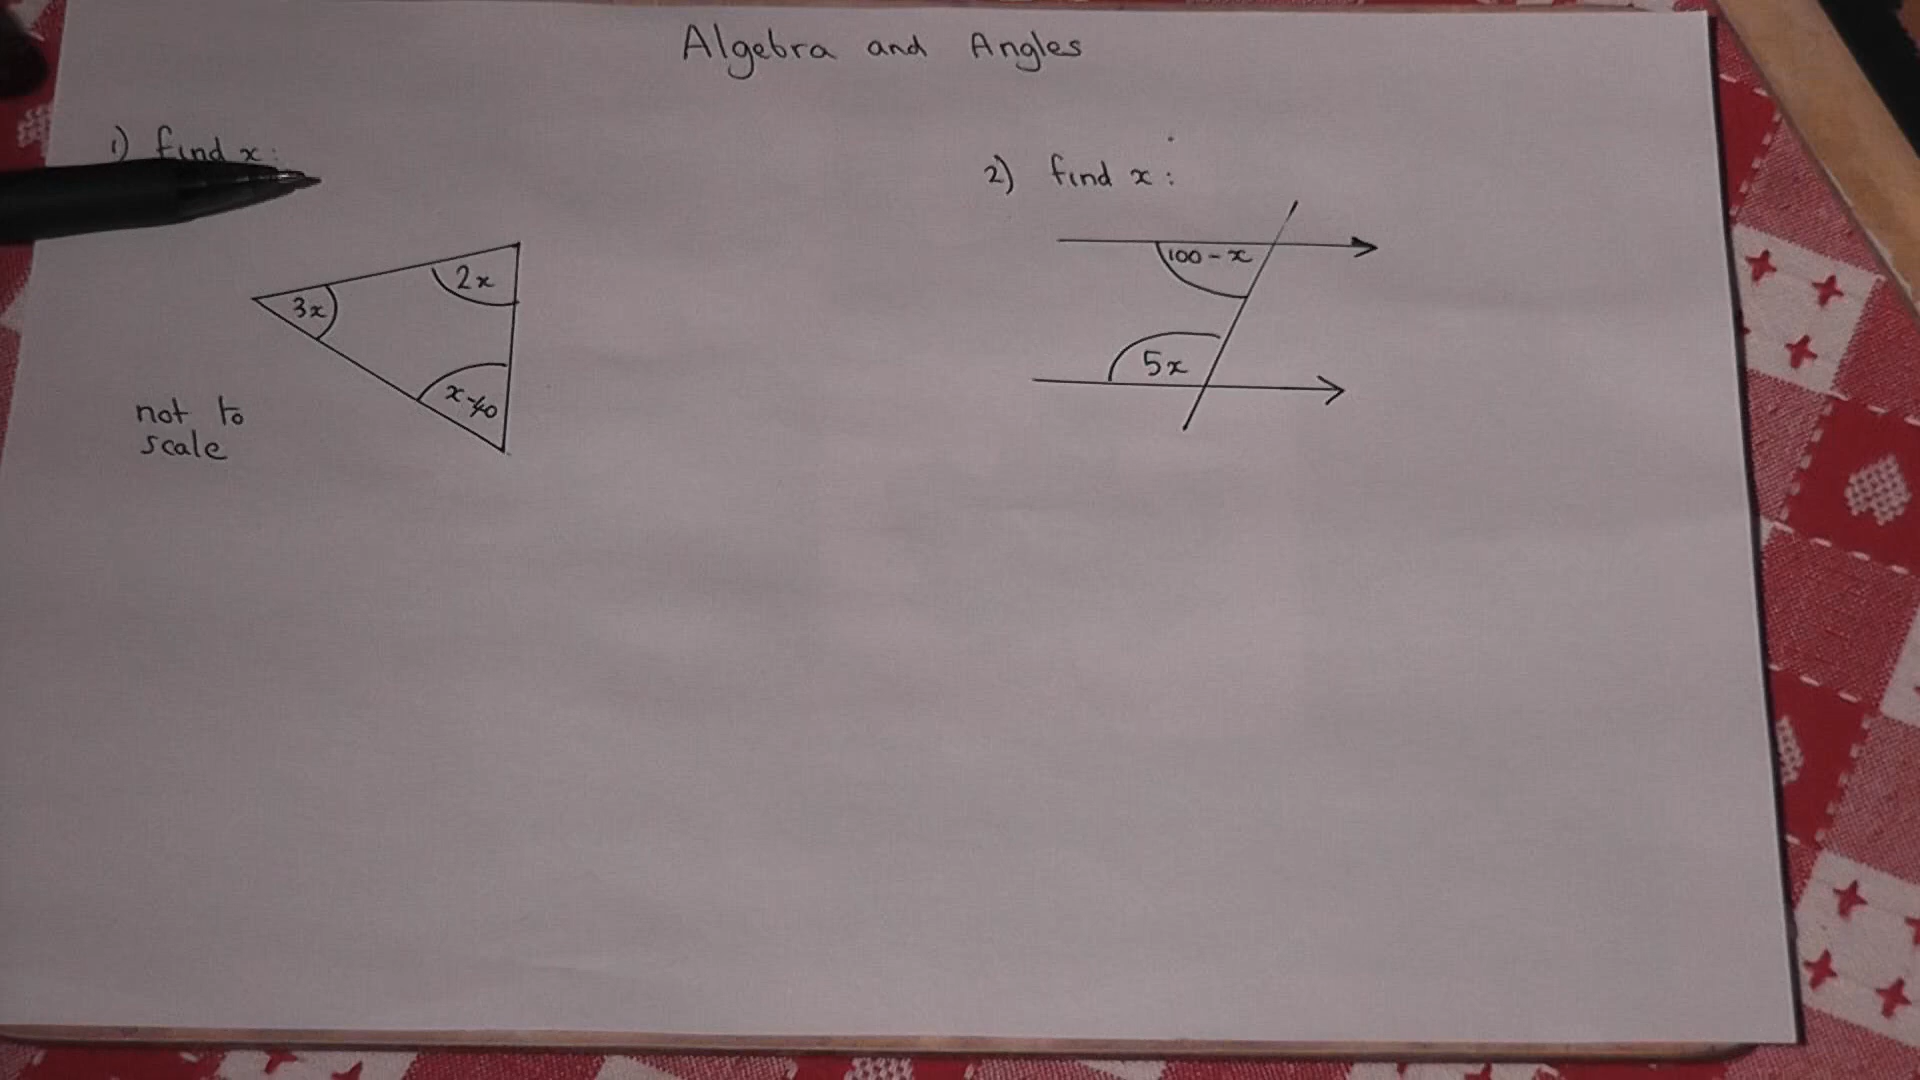 Algebra and Angles
1) find x:
2) find x:
3x
2x
x-40
not to
scale
100-x
5x